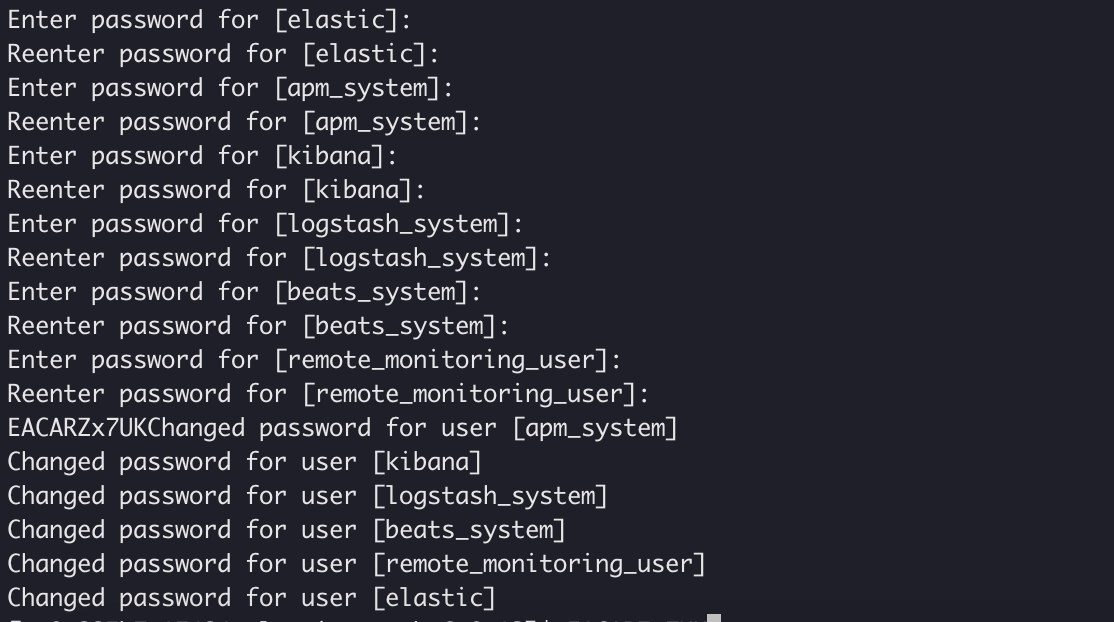 Enter password for [elastic]:
Reenter password for [elastic]:
Enter password for [apm_system]:
Reenter password for [apm_system]:
Enter password for [kibana]:
Reenter password for [kibana]:
Enter password for [logstash_system]:
Reenter password for [logstash_system]:
Enter password for [beats_system]:
Reenter password for [beats_system]:
Enter password for [remote_monitoring_user]:
Reenter password for [remote_monitoring_user]:
EACARZx7UKChanged password for user [apm_system]
Changed password for user [kibana]
Changed password for user [logstash_system]
Changed password for user [beats_system]
Changed password for user [remote_monitoring_user]
Changed password for user [elastic]